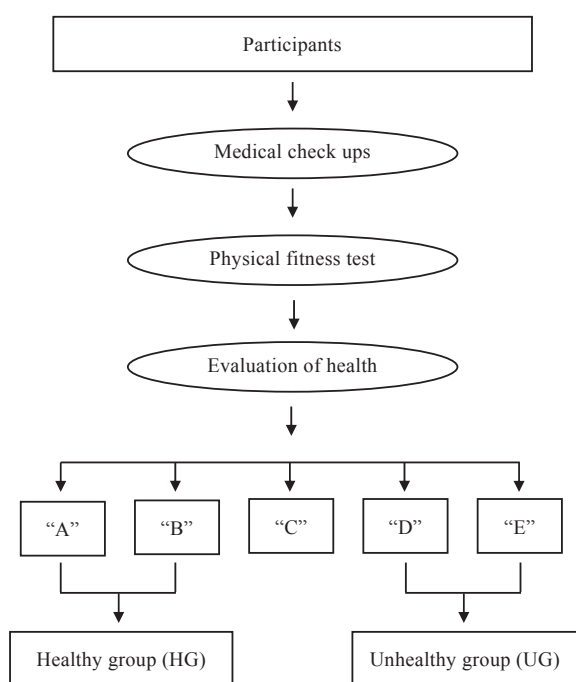 Participants
Medical check ups
Physical fitness test
Evaluation of health
“A”
“B”
“C”
“D”
“E”
Healthy group (HG)
Unhealthy group (UG)